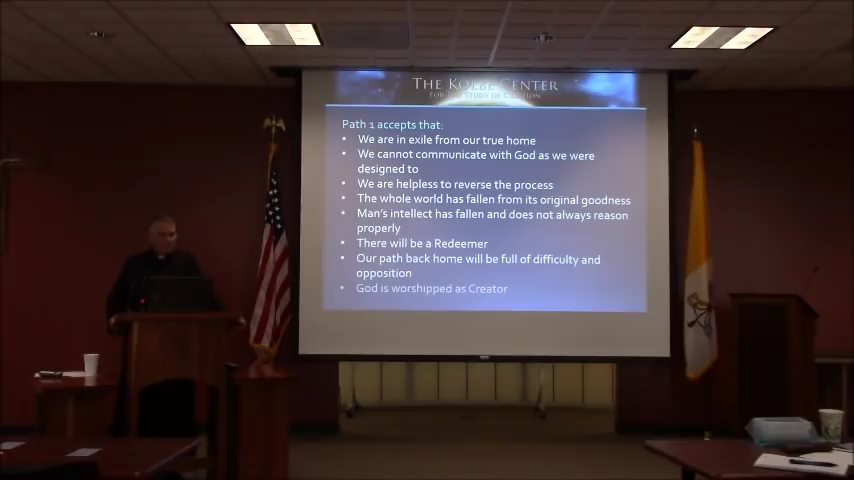 THE KOLBE CENTER
FOR THE STUDY OF CREATION
Path 1 accepts that:
• We are in exile from our true home
• We cannot communicate with God as we were
designed to
• We are helpless to reverse the process
• The whole world has fallen from its original goodness
• Man's intellect has fallen and does not always reason
properly
• There will be a Redeemer
• Our path back home will be full of difficulty and
opposition
• God is worshipped as Creator